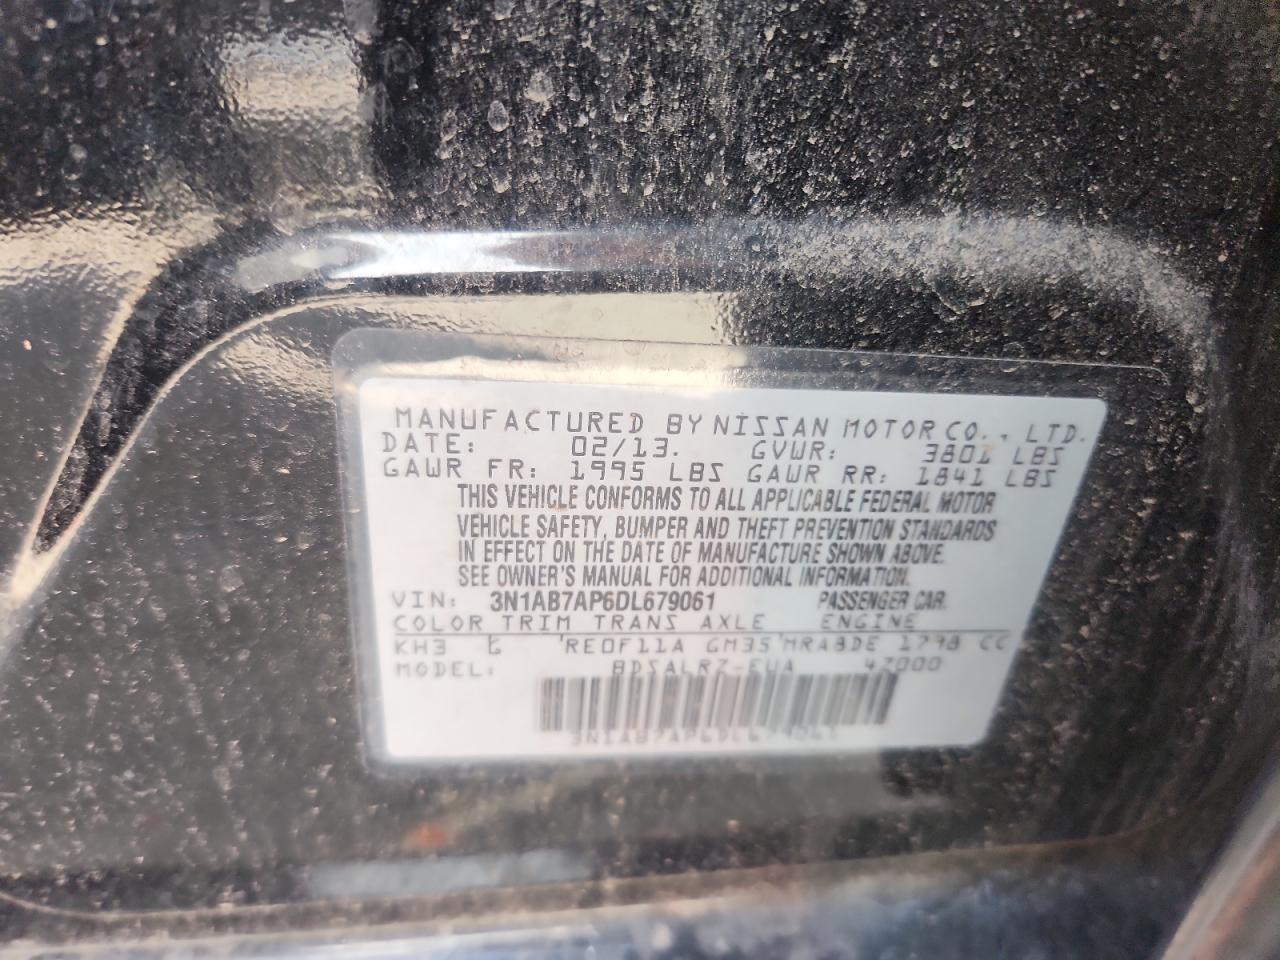 MANUFACTURED BY NISSAN MOTOR CO., LTD.
DATE: 02/13. GVWR: 3801 LBS
GAWR FR: 1995 LBS GAWR RR: 1841 LBS
THIS VEHICLE CONFORMS TO ALL APPLICABLE FEDERAL MOTOR
VEHICLE SAFETY, BUMPER AND THEFT PREVENTION STANDARDS
IN EFFECT ON THE DATE OF MANUFACTURE SHOWN ABOVE.
SEE OWNER'S MANUAL FOR ADDITIONAL INFORMATION.
VIN: 3N1AB7AP6DL679061 PASSENGER CAR
COLOR TRIM TRANS AXLE ENGINE
KH3 G RE0F11A GM35 MRA8DE 1798 CC
MODEL: BDSALRZ-EUA 4Z000
3N1AB7AP6DL679061